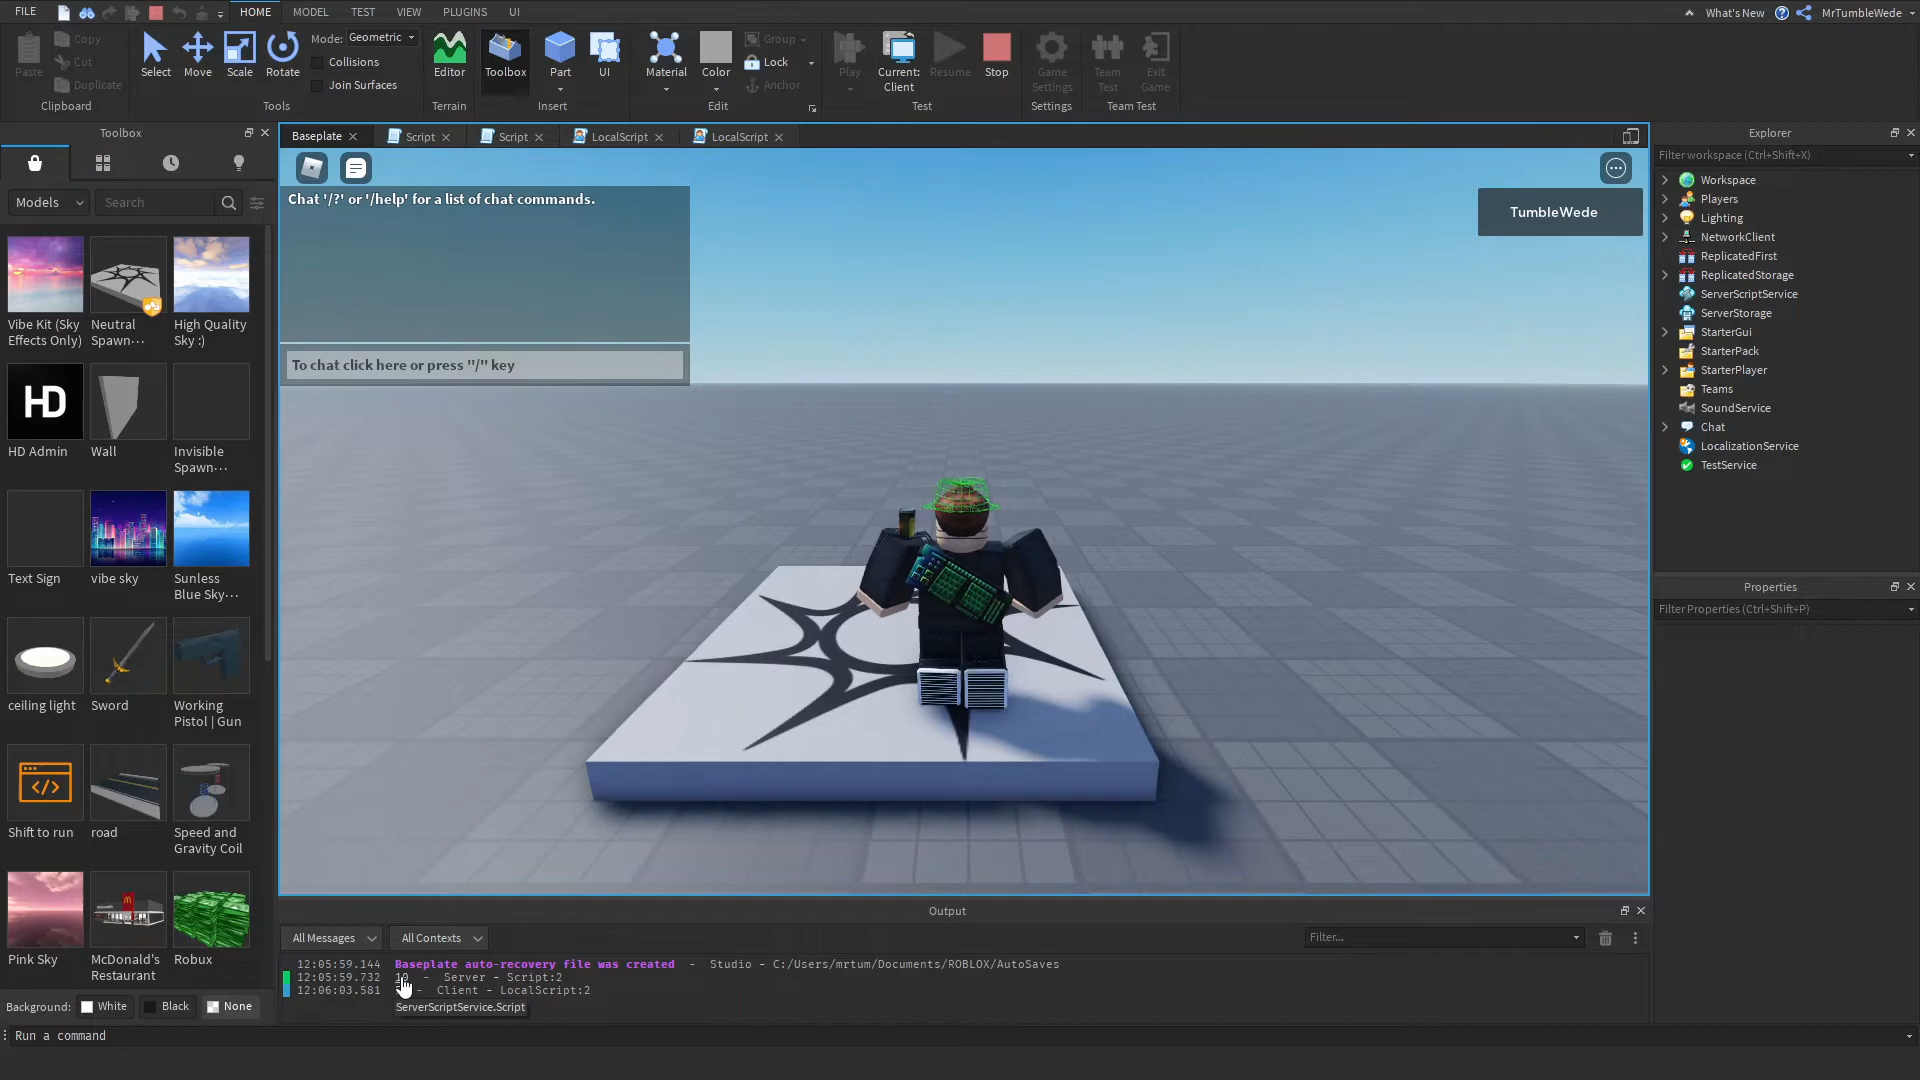 FILE HOME MODEL TEST VIEW PLUGINS UI What's New MrTumbleWede
Paste Copy Cut Duplicate Clipboard
Select Move Scale Rotate Mode: Geometric Collisions Join Surfaces Tools
Editor Terrain
Toolbox Part UI Insert
Material Color Group Lock Anchor Edit
Play Current: Client Resume Stop Test
Game Settings Settings
Team Test Exit Game Team Test
Toolbox
Models Search
Vibe Kit (Sky Effects Only)
Neutral Spawn···
High Quality Sky :)
HD
HD Admin
Wall
Invisible Spawn···
Text Sign
vibe sky
Sunless Blue Sky···
ceiling light
Sword
Working Pistol | Gun
Shift to run
road
Speed and Gravity Coil
Pink Sky
McDonald's Restaurant
Robux
Background: White Black None
Run a command
Baseplate Script Script LocalScript LocalScript
Chat '/?' or '/help' for a list of chat commands.
To chat click here or press "/" key
TumbleWede
Output
All Messages All Contexts Filter...
12:05:59.144 Baseplate auto-recovery file was created - Studio - C:/Users/mrtum/Documents/ROBLOX/AutoSaves
12:05:59.732 10 - Server - Script:2
12:06:03.581 - Client - LocalScript:2
ServerScriptService.Script
Explorer
Filter workspace (Ctrl+Shift+X)
Workspace
Players
Lighting
NetworkClient
ReplicatedFirst
ReplicatedStorage
ServerScriptService
ServerStorage
StarterGui
StarterPack
StarterPlayer
Teams
SoundService
Chat
LocalizationService
TestService
Properties
Filter Properties (Ctrl+Shift+P)